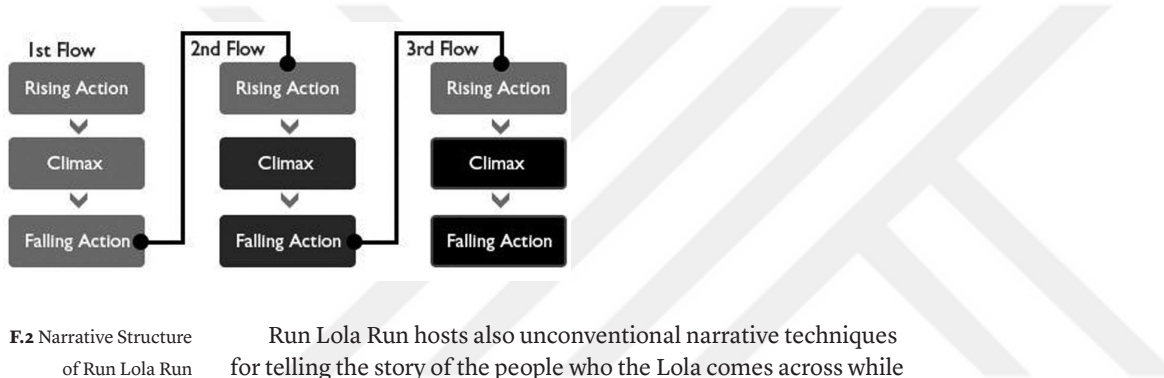 1st Flow
Rising Action
Climax
Falling Action
2nd Flow
Rising Action
Climax
Falling Action
3rd Flow
Rising Action
Climax
Falling Action
F.2 Narrative Structure
of Run Lola Run
Run Lola Run hosts also unconventional narrative techniques
for telling the story of the people who the Lola comes across while